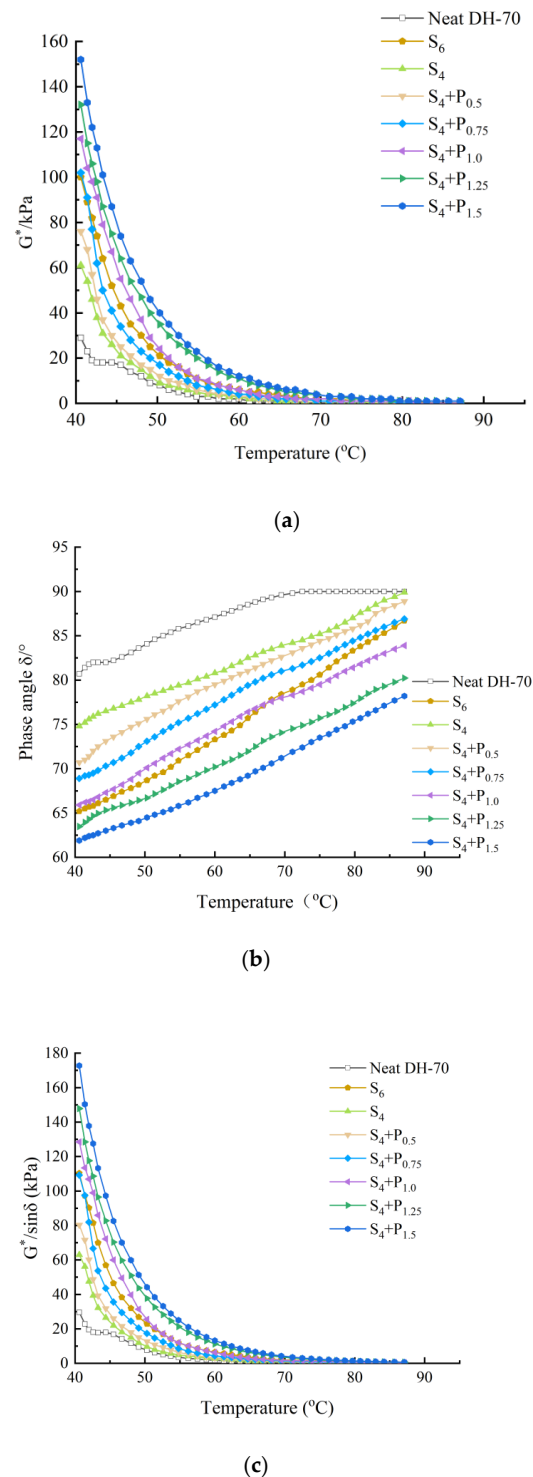 Neat DH-70
S6
S4
S4+P0.5
S4+P0.75
S4+P1.0
S4+P1.25
S4+P1.5
G*/kPa
160
140
120
100
80
60
40
20
0
40 50 60 70 80 90
Temperature (°C)
(a)
Phase angle δ/°
95
90
85
80
75
70
65
60
Neat DH-70
S6
S4
S4+P0.5
S4+P0.75
S4+P1.0
S4+P1.25
S4+P1.5
40 50 60 70 80 90
Temperature（°C)
(b)
G*/sinδ (kPa)
180
160
140
120
100
80
60
40
20
0
Neat DH-70
S6
S4
S4+P0.5
S4+P0.75
S4+P1.0
S4+P1.25
S4+P1.5
40 50 60 70 80 90
Temperature (°C)
(c)